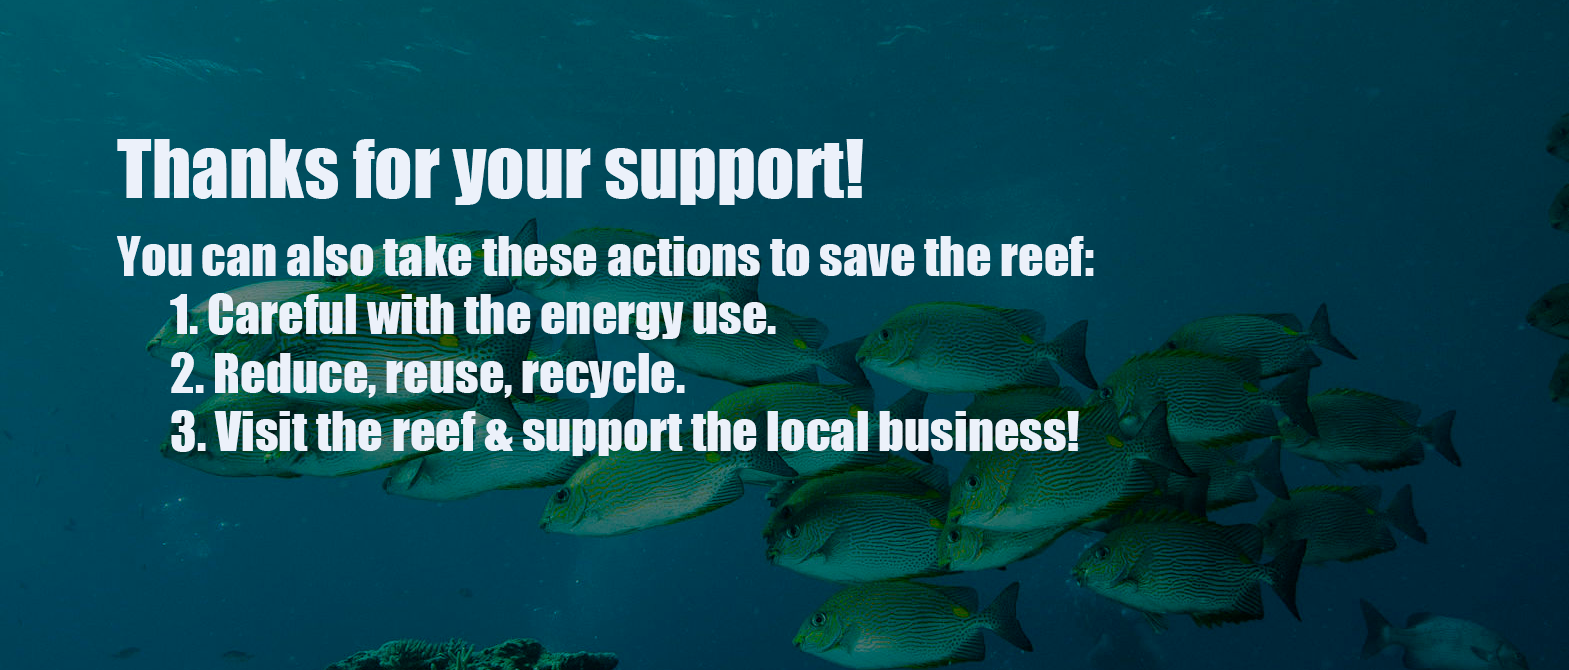 Thanks for your support!
You can also take these actions to save the reef:
1. Careful with the energy use.
2. Reduce, reuse, recycle.
3. Visit the reef & support the local business!